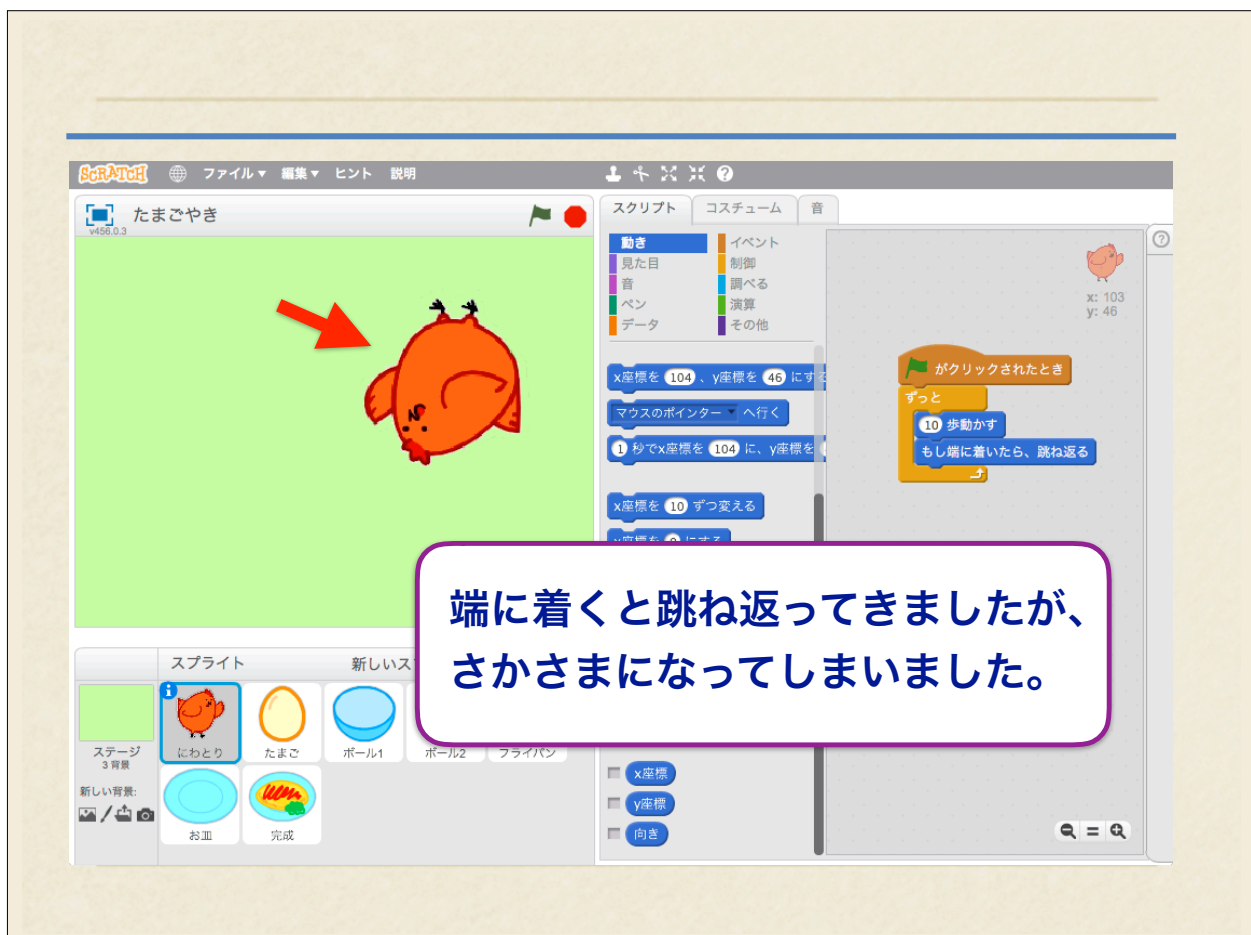 SCRATCH ファイル▼ 編集▼ ヒント 説明
たまごやき
v456.0.3
スクリプト コスチューム 音
動き イベント
見た目 制御
音 調べる
ペン 演算
データ その他
x: 103
y: 46
x座標を 104 、y座標を 46 にす
マウスのポインター へ行く
1 秒でx座標を 104 に、y座標を
x座標を 10 ずつ変える
x座標を 0 にする
がクリックされたとき
ずっと
10 歩動かす
もし端に着いたら、跳ね返る
端に着くと跳ね返ってきましたが、
さかさまになってしまいました。
スプライト 新しいス
ステージ
3 背景
新しい背景:
にわとり たまご ボール1 ボール2 フライパン
お皿 完成
x座標
y座標
向き